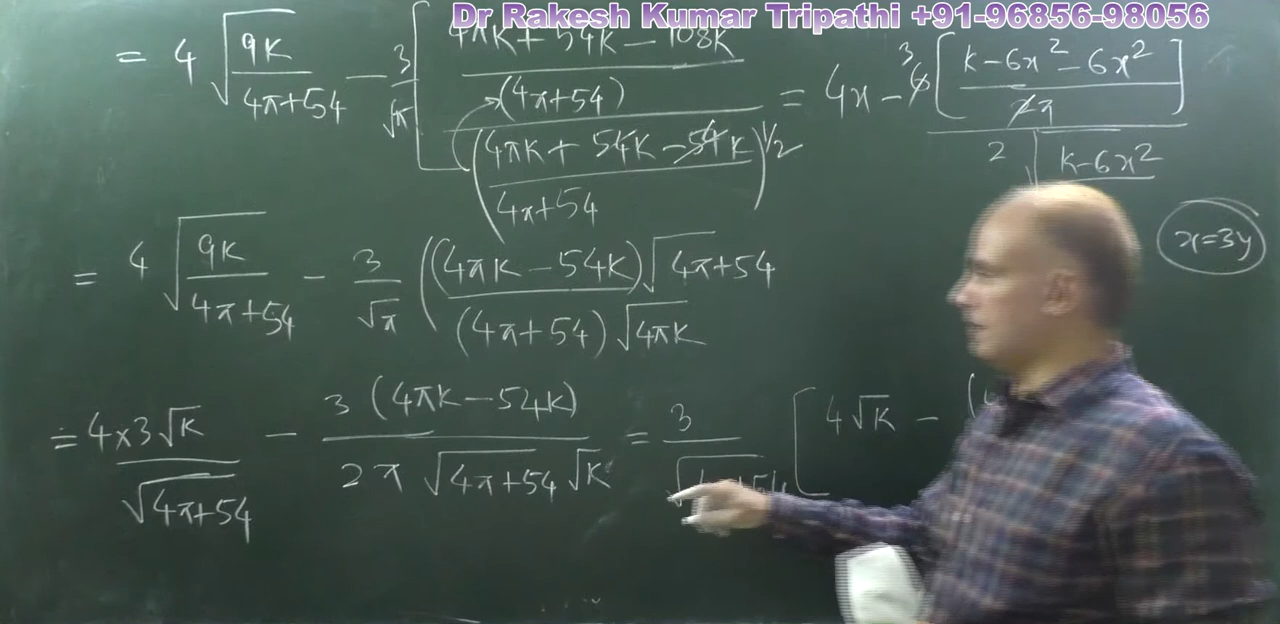 Dr Rakesh Kumar Tripathi +91-96856-98056
= 4 √(9K/(4π+54)) − 3/√π [ ((4πK + 54K − 108K)/(4π+54)) / ((4πK + 54K − 54K)/(4π+54))^1/2 = 4x − 6 3 [ (K−6x² − 6x²)/π ] / 2 √(K−6x²
x=3y
= 4 √(9K/(4π+54)) − 3/√π ( (4πK − 54K) √4π+54 / (4π+54) √4πK
= 4×3√K / √4π+54 − 3 (4πK − 54K) / 2π √4π+54 √K = 3 / √ 54 [ 4√K − (